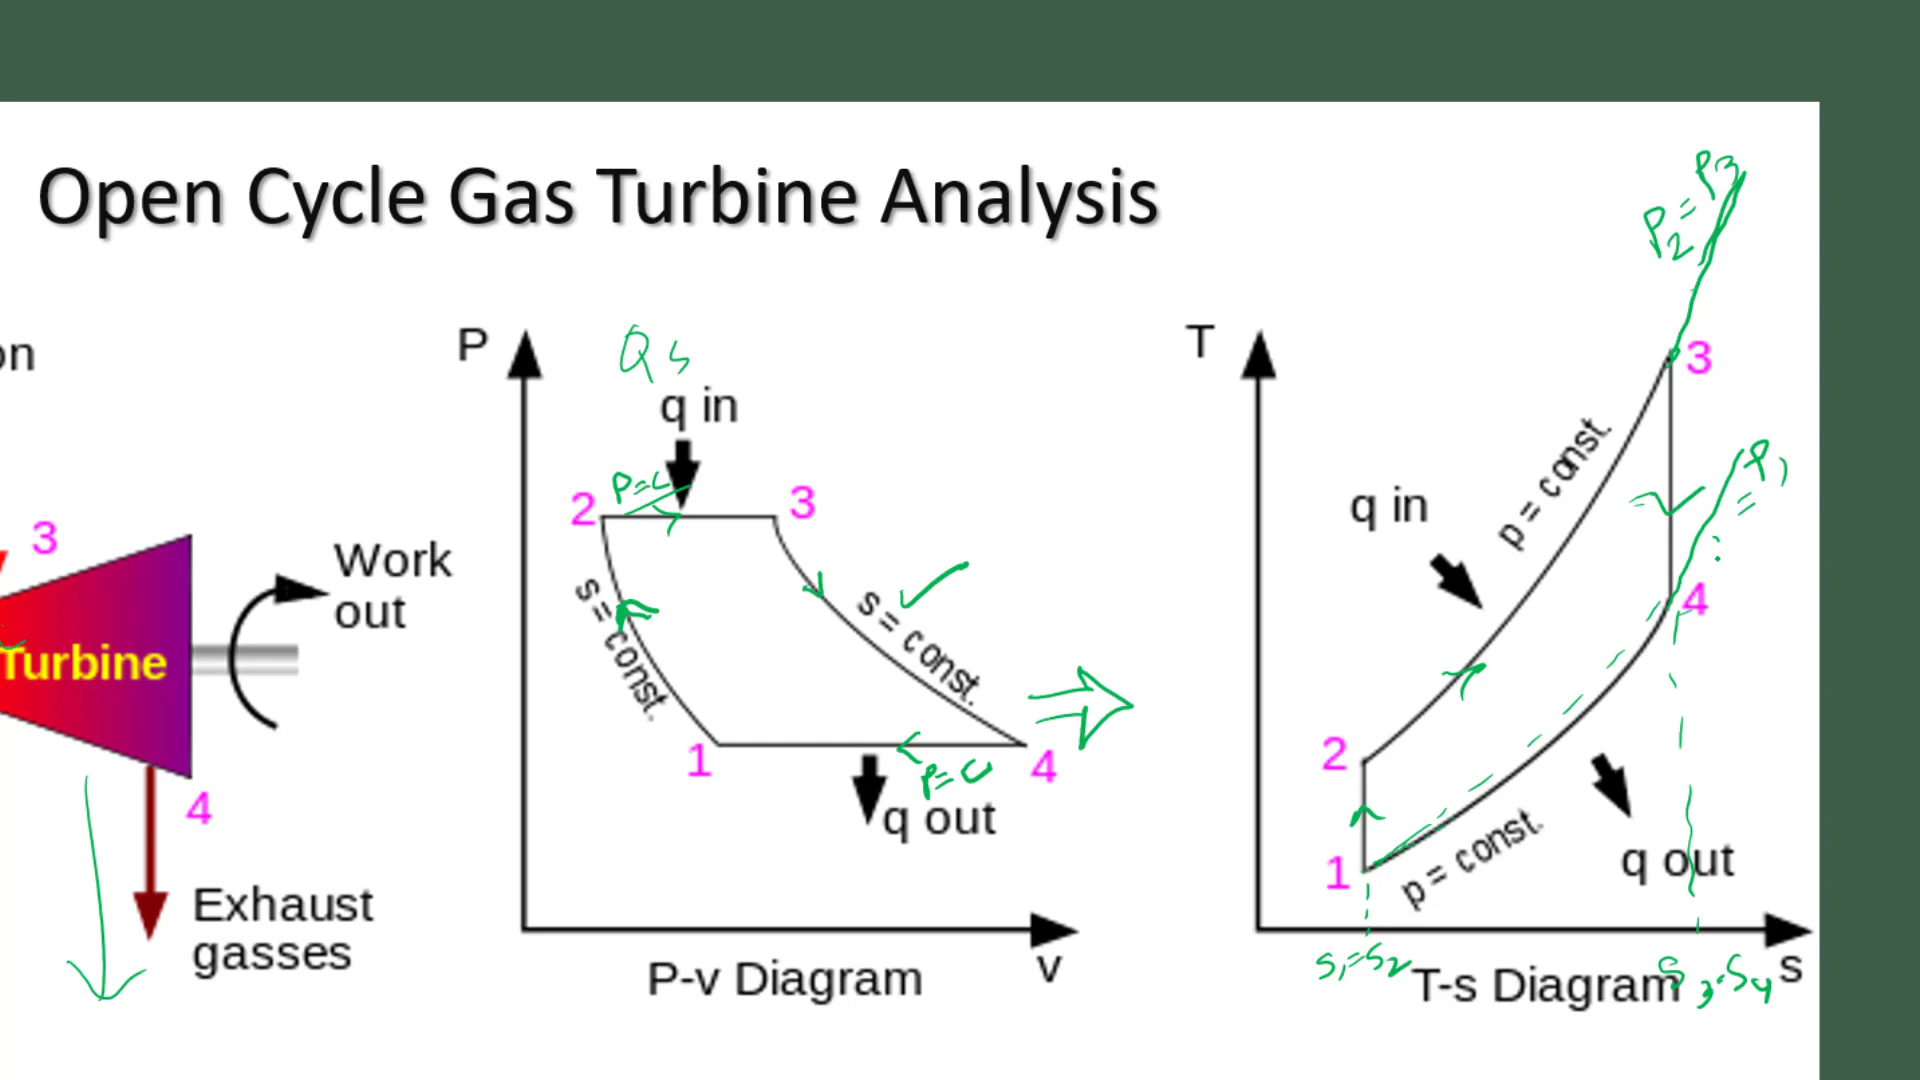 Open Cycle Gas Turbine Analysis
on
3
Turbine
Work
out
4
Exhaust
gasses
P
Qs
q in
P=C
2
3
s = const.
s = const.
1
4
P=C
q out
v
P-v Diagram
P2 = P3
T
3
q in
p = const.
P1
=
4
2
1
p = const.
q out
S1=S2
S3=S4
s
T-s Diagram